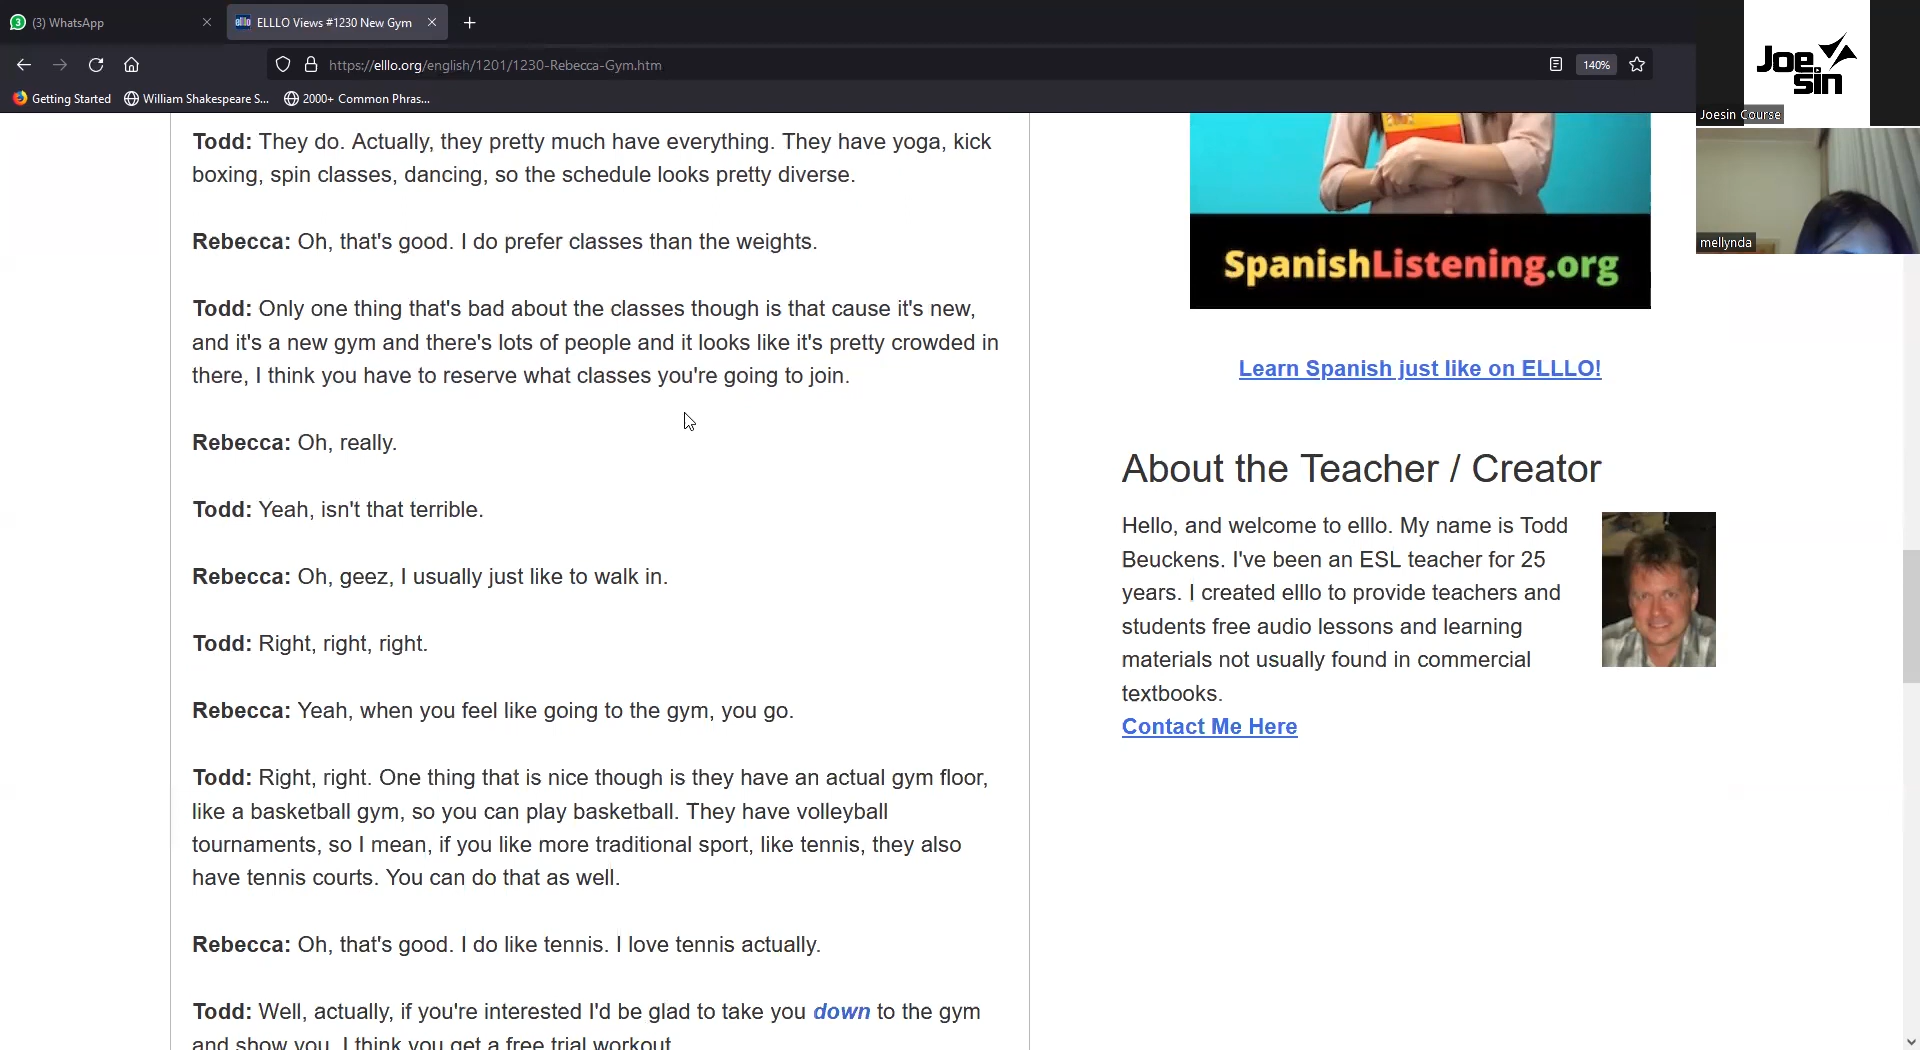 (3) WhatsApp
ELLLO Views #1230 New Gym
https://elllo.org/english/1201/1230-Rebecca-Gym.htm
140%
Getting Started
William Shakespeare S...
2000+ Common Phras...
Joe sin
Joesin Course
mellynda
Todd: They do. Actually, they pretty much have everything. They have yoga, kick
boxing, spin classes, dancing, so the schedule looks pretty diverse.
Rebecca: Oh, that's good. I do prefer classes than the weights.
Todd: Only one thing that's bad about the classes though is that cause it's new,
and it's a new gym and there's lots of people and it looks like it's pretty crowded in
there, I think you have to reserve what classes you're going to join.
Rebecca: Oh, really.
Todd: Yeah, isn't that terrible.
Rebecca: Oh, geez, I usually just like to walk in.
Todd: Right, right, right.
Rebecca: Yeah, when you feel like going to the gym, you go.
Todd: Right, right. One thing that is nice though is they have an actual gym floor,
like a basketball gym, so you can play basketball. They have volleyball
tournaments, so I mean, if you like more traditional sport, like tennis, they also
have tennis courts. You can do that as well.
Rebecca: Oh, that's good. I do like tennis. I love tennis actually.
Todd: Well, actually, if you're interested I'd be glad to take you down to the gym
and show you. I think you get a free trial workout
SpanishListening.org
Learn Spanish just like on ELLLO!
About the Teacher / Creator
Hello, and welcome to elllo. My name is Todd
Beuckens. I've been an ESL teacher for 25
years. I created elllo to provide teachers and
students free audio lessons and learning
materials not usually found in commercial
textbooks.
Contact Me Here